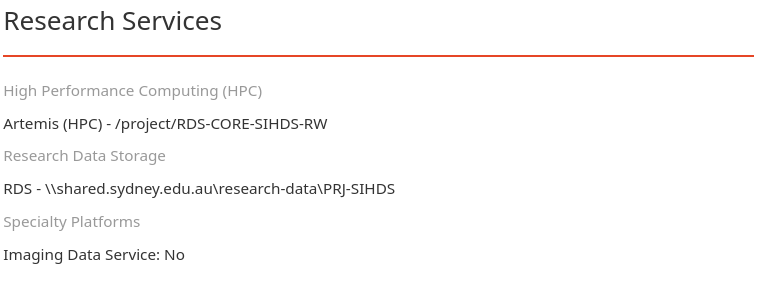 Research Services
High Performance Computing (HPC)
Artemis (HPC) - /project/RDS-CORE-SIHDS-RW
Research Data Storage
RDS - \\shared.sydney.edu.au\research-data\PRJ-SIHDS
Specialty Platforms
Imaging Data Service: No